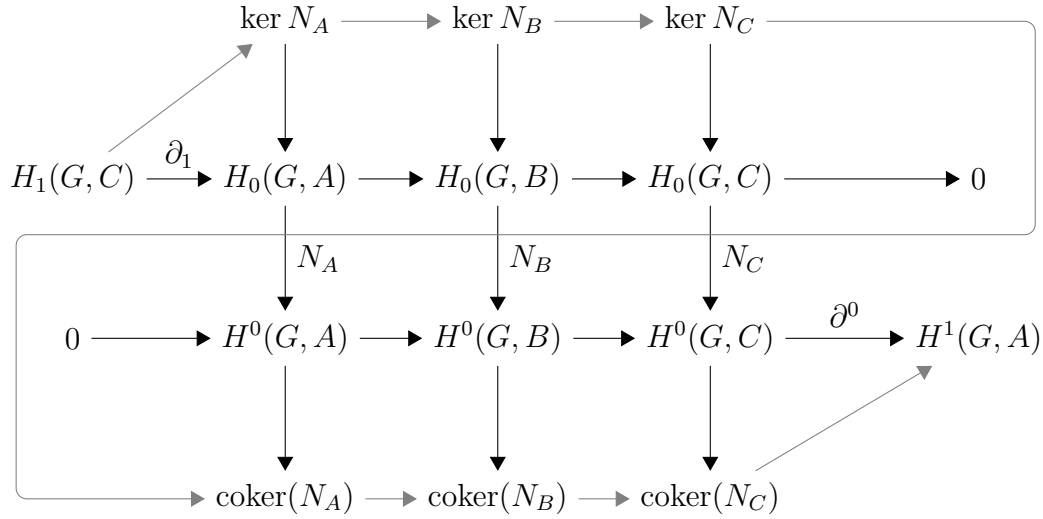 ker N_A ker N_B ker N_C
H_1(G, C) ∂_1 H_0(G, A) H_0(G, B) H_0(G, C) 0
N_A N_B N_C
0 H^0(G, A) H^0(G, B) H^0(G, C) ∂^0 H^1(G, A)
coker(N_A) coker(N_B) coker(N_C)